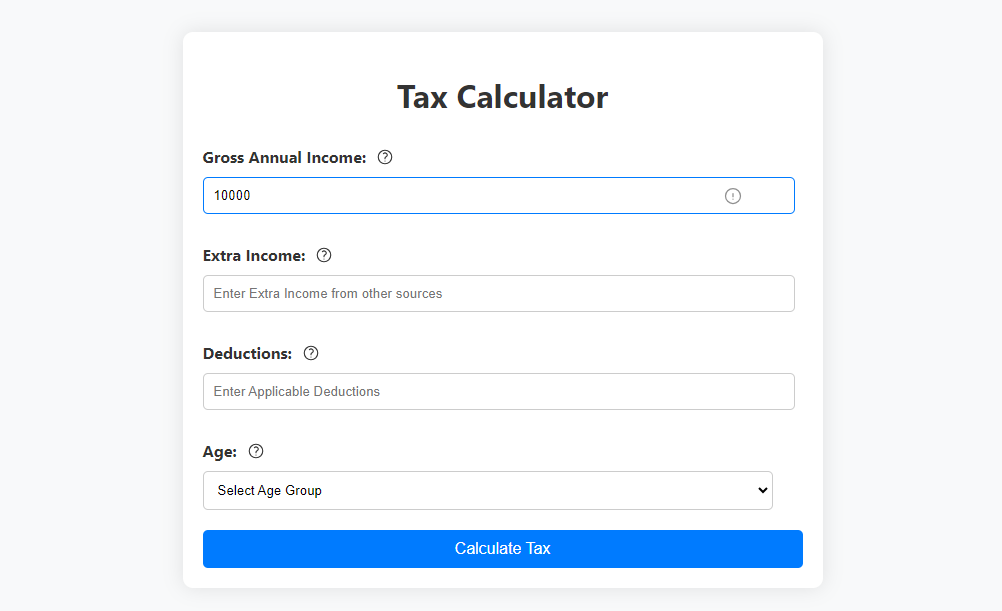 Tax Calculator
Gross Annual Income: ?
10000 !
Extra Income: ?
Enter Extra Income from other sources
Deductions: ?
Enter Applicable Deductions
Age: ?
Select Age Group
Calculate Tax